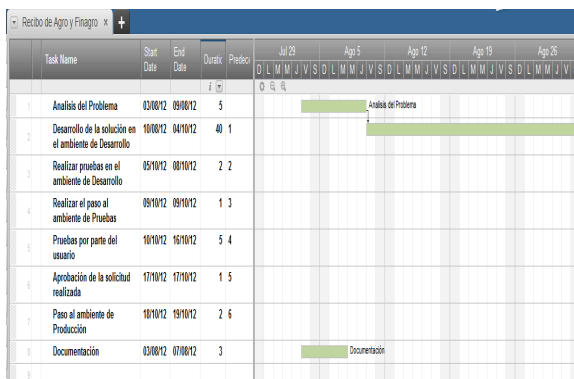 Recibo de Agro y Finagro × +
Task Name Start Date End Date Duratic Predeci
Jul 29 Ago 5 Ago 12 Ago 19 Ago 26
D L M M J V S D L M M J V S D L M M J V S D L M M J V S D L M M J V
i
1 Analisis del Problema 03/08/12 09/08/12 5
Analisis del Problema
2 Desarrollo de la solución en 10/08/12 04/10/12 40 1
el ambiente de Desarrollo
3 Realizar pruebas en el 05/10/12 08/10/12 2 2
ambiente de Desarrollo
4 Realizar el paso al 09/10/12 09/10/12 1 3
ambiente de Pruebas
5 Pruebas por parte del 10/10/12 16/10/12 5 4
usuario
6 Aprobación de la solicitud 17/10/12 17/10/12 1 5
realizada
7 Paso al ambiente de 18/10/12 19/10/12 2 6
Producción
8 Documentación 03/08/12 07/08/12 3
Documentación
9